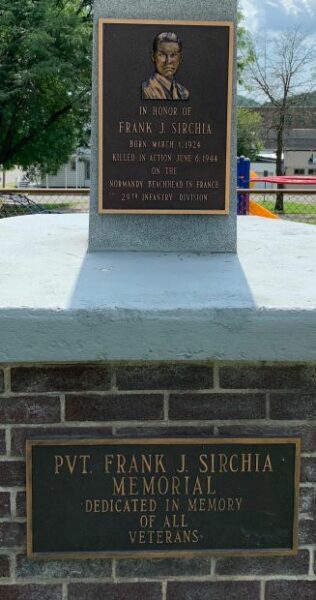 IN HONOR OF
FRANK J. SIRCHIA
BORN MARCH 1, 1924
KILLED IN ACTION JUNE 6, 1944
ON THE
NORMANDY BEACHHEAD IN FRANCE
29TH INFANTRY DIVISION
PVT. FRANK J. SIRCHIA
MEMORIAL
DEDICATED IN MEMORY
OF ALL
VETERANS